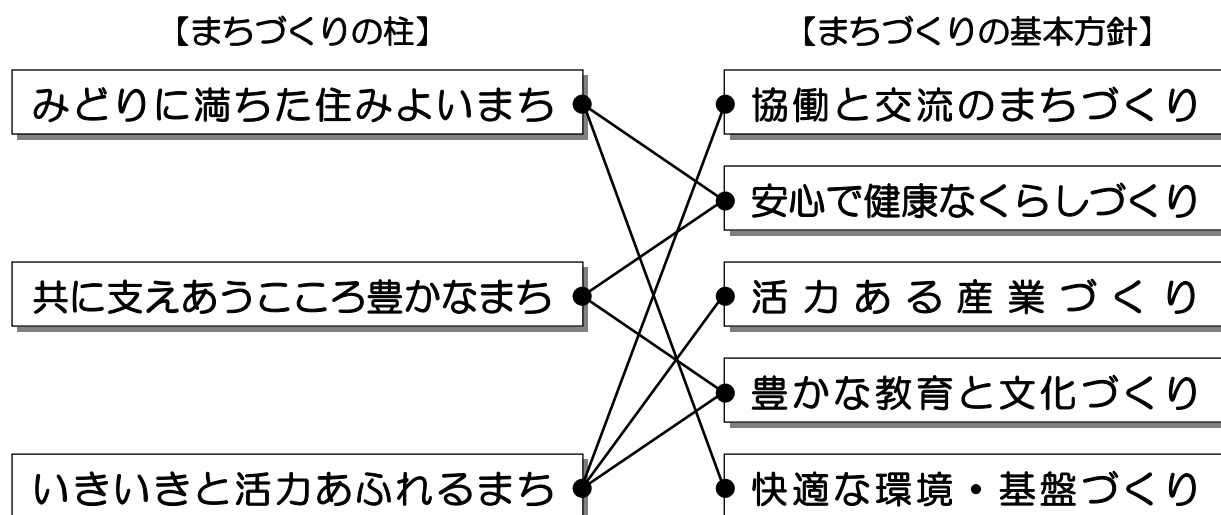 【まちづくりの柱】
【まちづくりの基本方針】
みどりに満ちた住みよいまち
協働と交流のまちづくり
安心で健康なくらしづくり
共に支えあうこころ豊かなまち
活力ある産業づくり
豊かな教育と文化づくり
いきいきと活力あふれるまち
快適な環境・基盤づくり